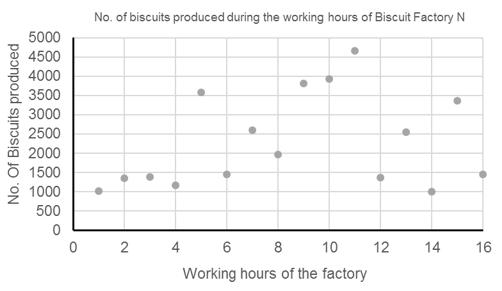 No. of biscuits produced during the working hours of Biscuit Factory N
No. Of Biscuits produced
5000
4500
4000
3500
3000
2500
2000
1500
1000
500
0
0 2 4 6 8 10 12 14 16
Working hours of the factory